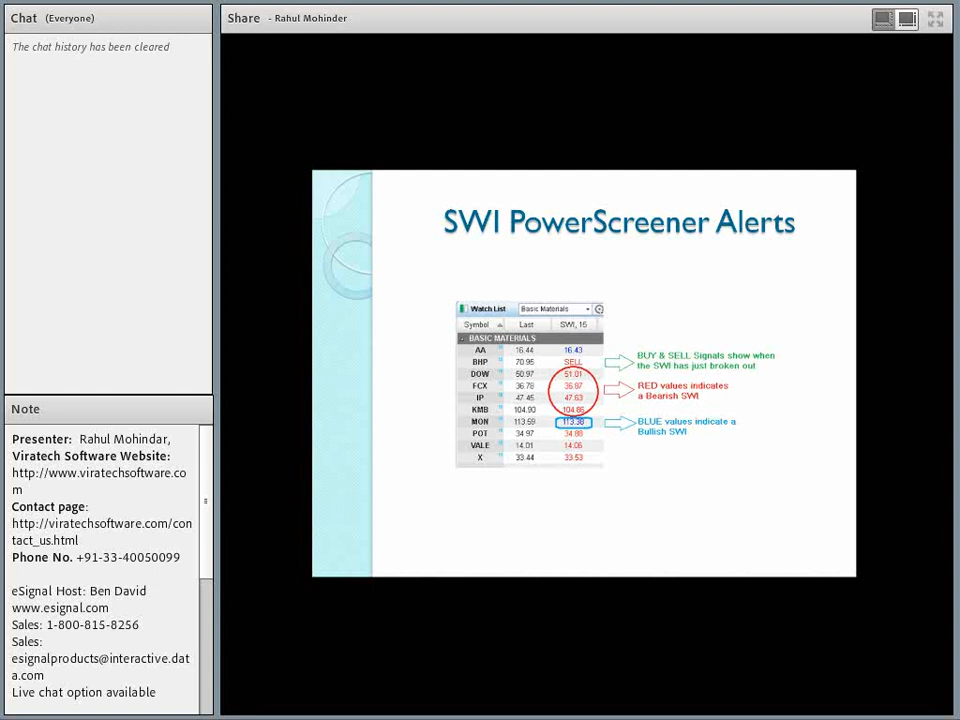 Chat (Everyone)
The chat history has been cleared
Note
Presenter: Rahul Mohindar,
Viratech Software Website:
http://www.viratechsoftware.co
m
Contact page:
http://viratechsoftware.com/con
tact_us.html
Phone No. +91-33-40050099
eSignal Host: Ben David
www.esignal.com
Sales: 1-800-815-8256
Sales:
esignalproducts@interactive.dat
a.com
Live chat option available
Share - Rahul Mohinder
SWI PowerScreener Alerts
Watch List Basic Materials
Symbol Last SWI, 15
- BASIC MATERIALS
AA 16.44 16.43
BHP 70.95 SELL
DOW 50.97 51.01
FCX 36.78 36.87
IP 47.45 47.63
KMB 104.90 104.86
MON 113.59 113.38
POT 34.97 34.88
VALE 14.01 14.06
X 33.44 33.53
BUY & SELL Signals show when
the SWI has just broken out
RED values indicates
a Bearish SWI
BLUE values indicate a
Bullish SWI